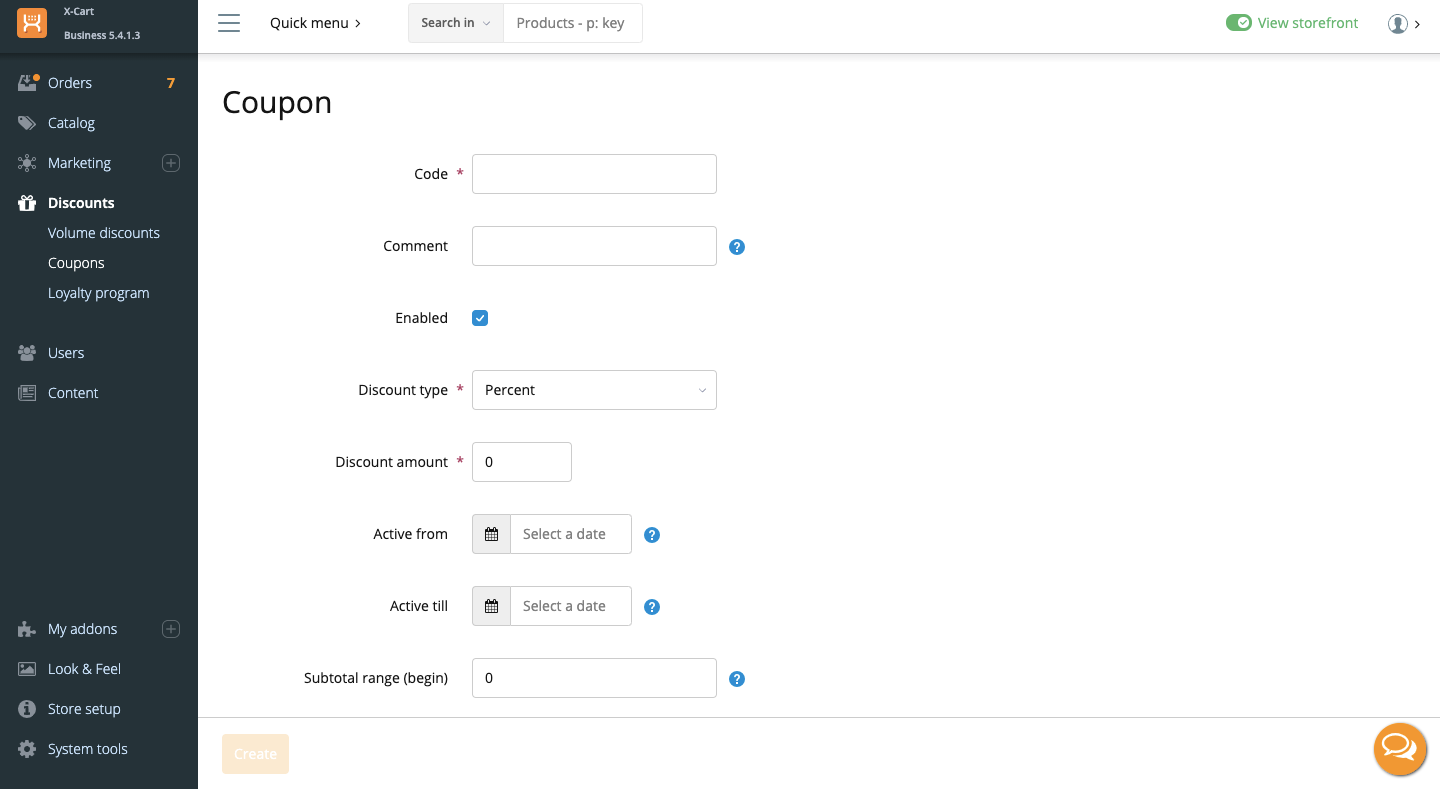 X-Cart
Business 5.4.1.3
Quick menu
Search in
Products - p: key
View storefront
Orders 7
Catalog
Marketing
Discounts
Volume discounts
Coupons
Loyalty program
Users
Content
My addons
Look & Feel
Store setup
System tools
Coupon
Code *
Comment ?
Enabled
Discount type * Percent
Discount amount * 0
Active from Select a date ?
Active till Select a date ?
Subtotal range (begin) 0 ?
Create